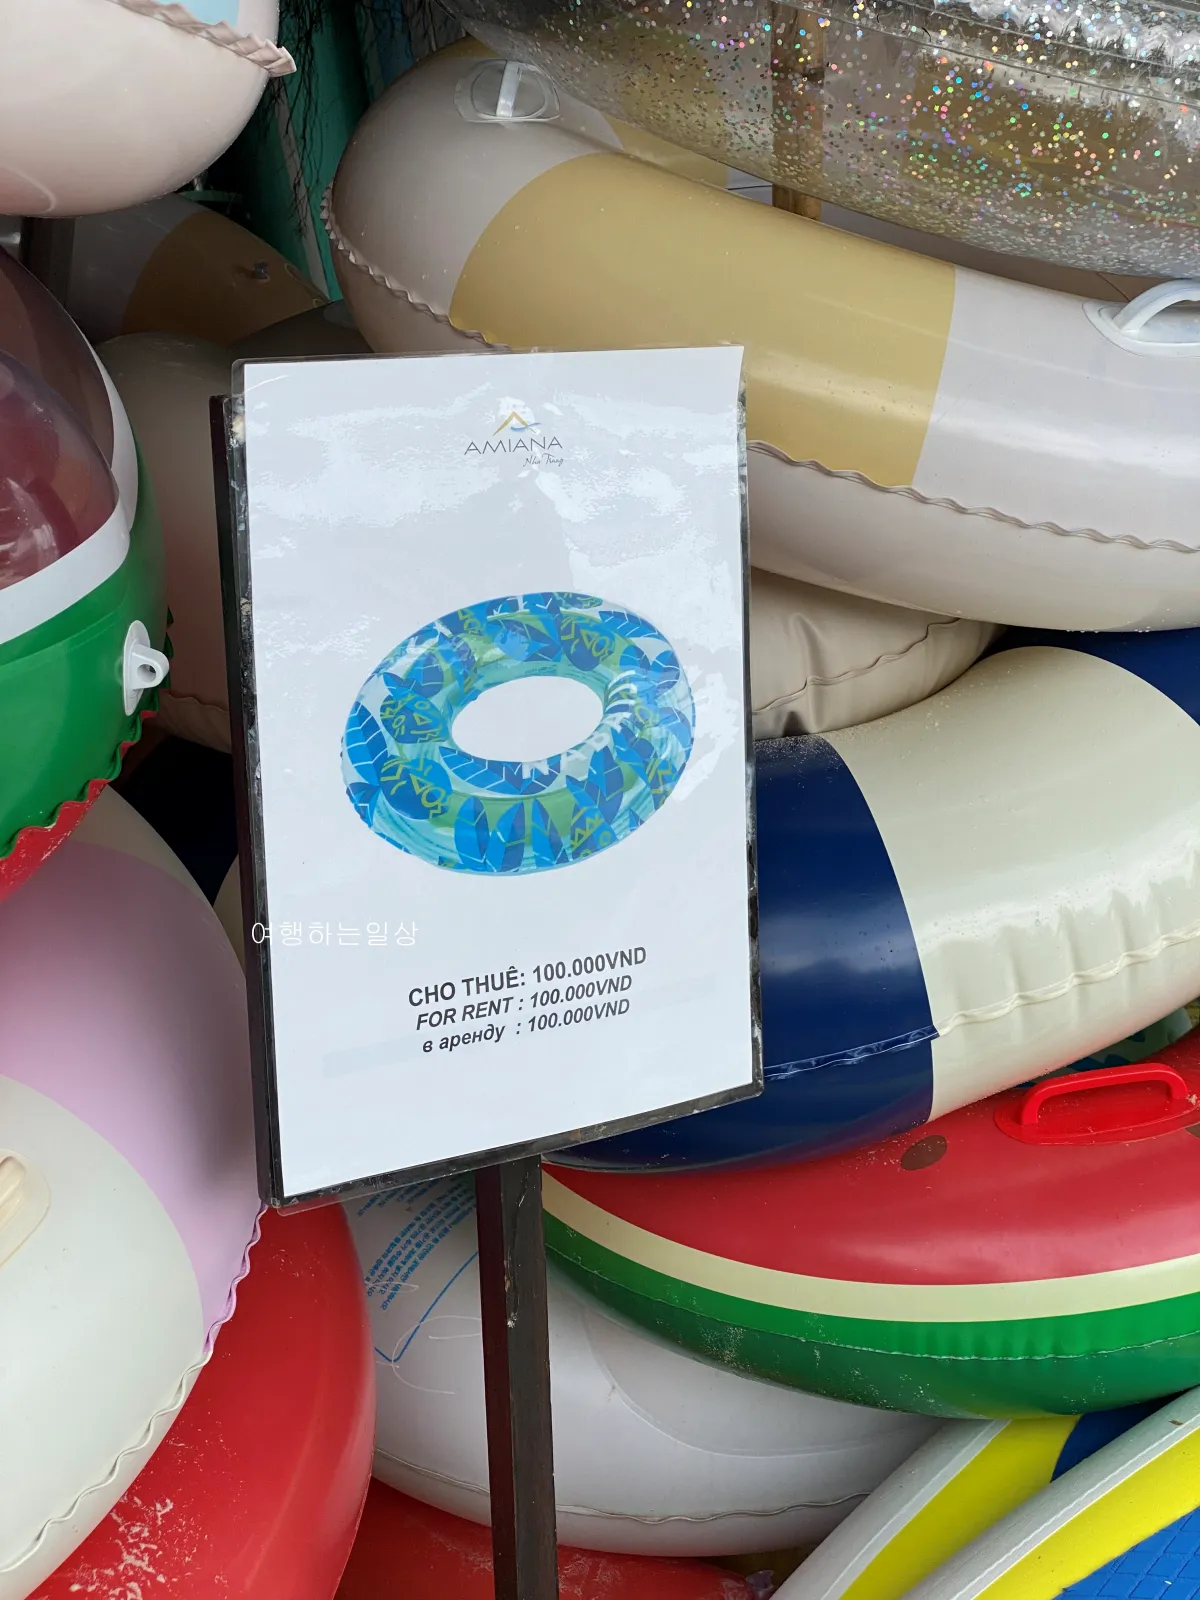 AMIANA
Nha Trang
여행하는일상
CHO THUÊ: 100.000VND
FOR RENT : 100.000VND
в аренду : 100.000VND